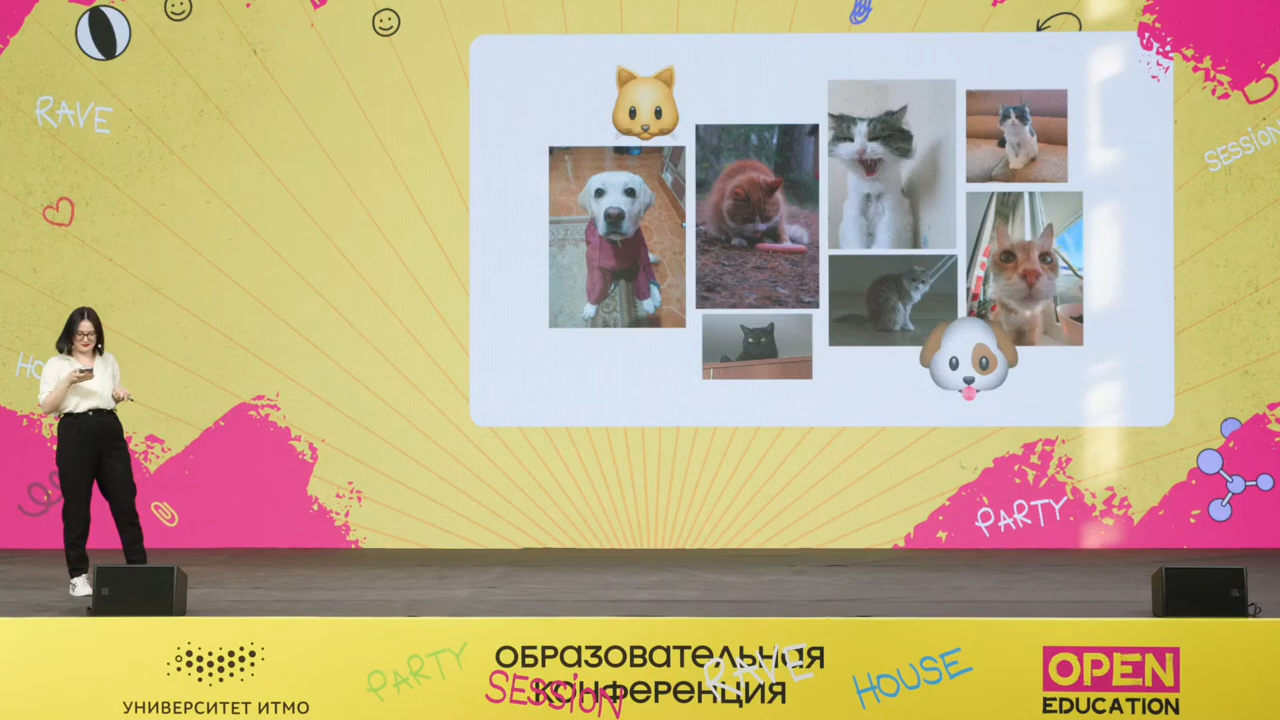 RAVE
SESSION
HO
PARTY
УНИВЕРСИТЕТ ИТМО
PARTY
ОБРАЗОВАТЕЛЬНАЯ
КОНФЕРЕНЦИЯ
SESSION
RAVE
HOUSE
OPEN
EDUCATION